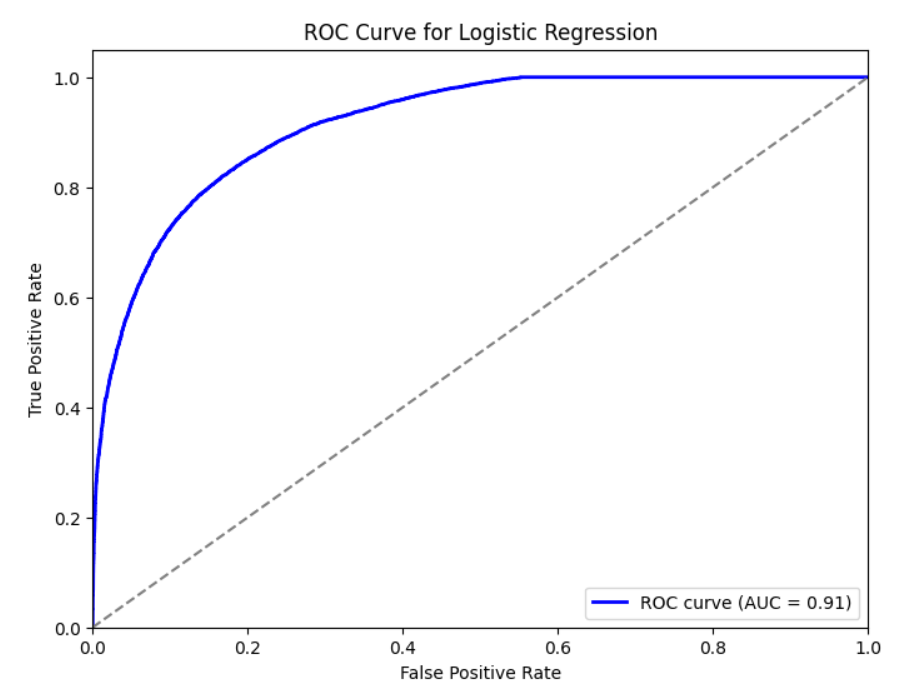 ROC Curve for Logistic Regression
1.0
0.8
0.6
0.4
0.2
0.0
True Positive Rate
ROC curve (AUC = 0.91)
0.0 0.2 0.4 0.6 0.8 1.0
False Positive Rate